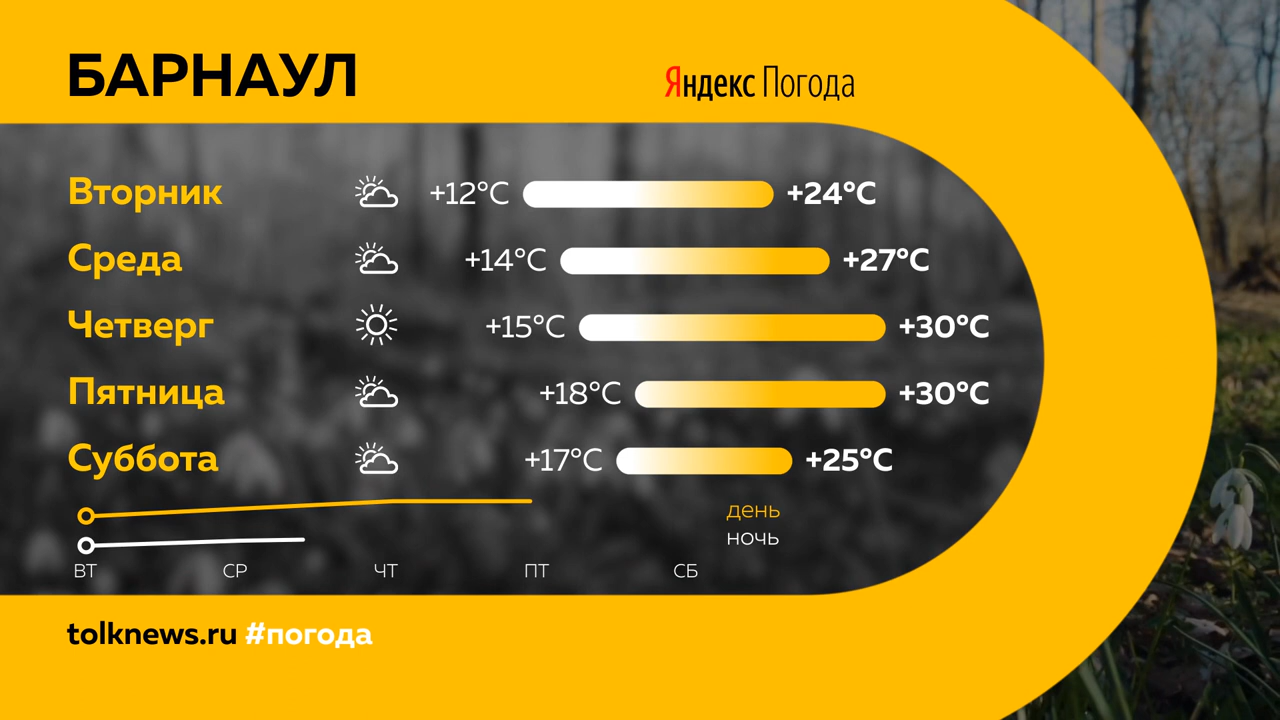 БАРНАУЛ
Яндекс Погода
Вторник +12°C +24°C
Среда +14°C +27°C
Четверг +15°C +30°C
Пятница +18°C +30°C
Суббота +17°C +25°C
день
ночь
ВТ СР ЧТ ПТ СБ
tolknews.ru #погода